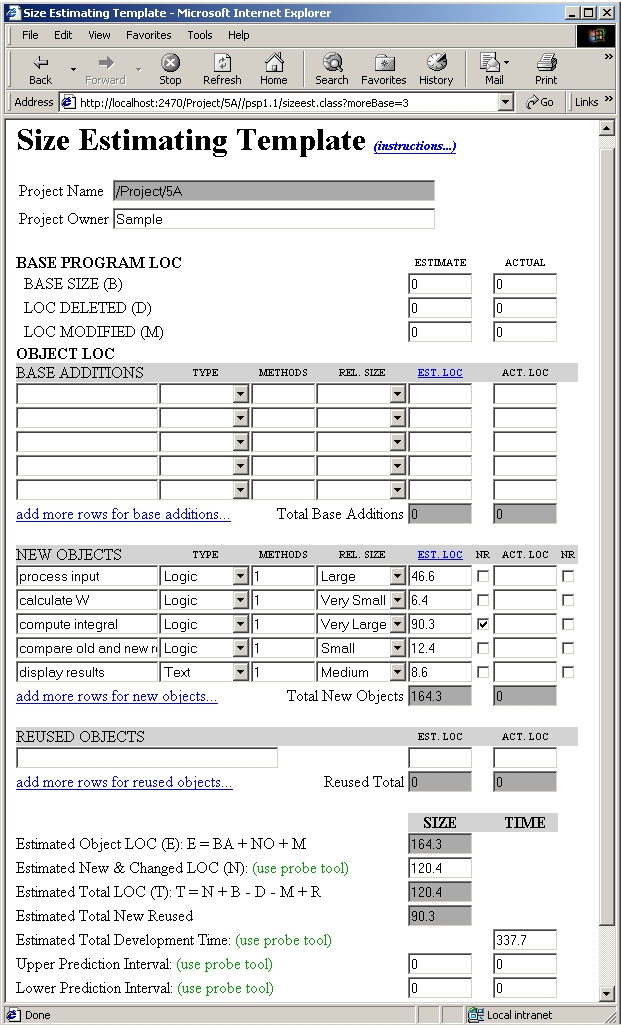 Size Estimating Template - Microsoft Internet Explorer
File Edit View Favorites Tools Help
Back Forward Stop Refresh Home Search Favorites History Mail Print »
Address http://localhost:2470/Project/5A//psp1.1/sizeest.class?moreBase=3 Go Links »
Size Estimating Template (instructions...)
Project Name /Project/5A
Project Owner Sample
BASE PROGRAM LOC ESTIMATE ACTUAL
BASE SIZE (B) 0 0
LOC DELETED (D) 0 0
LOC MODIFIED (M) 0 0
OBJECT LOC
BASE ADDITIONS TYPE METHODS REL. SIZE EST. LOC ACT. LOC
add more rows for base additions... Total Base Additions 0 0
NEW OBJECTS TYPE METHODS REL. SIZE EST. LOC NR ACT. LOC NR
process input Logic 1 Large 46.6
calculate W Logic 1 Very Small 6.4
compute integral Logic 1 Very Large 90.3
compare old and new r Logic 1 Small 12.4
display results Text 1 Medium 8.6
add more rows for new objects... Total New Objects 164.3 0
REUSED OBJECTS EST. LOC ACT. LOC
add more rows for reused objects... Reused Total 0 0
SIZE TIME
Estimated Object LOC (E): E = BA + NO + M 164.3
Estimated New & Changed LOC (N): (use probe tool) 120.4
Estimated Total LOC (T): T = N + B - D - M + R 120.4
Estimated Total New Reused 90.3
Estimated Total Development Time: (use probe tool) 337.7
Upper Prediction Interval: (use probe tool) 0 0
Lower Prediction Interval: (use probe tool) 0 0
Done Local intranet